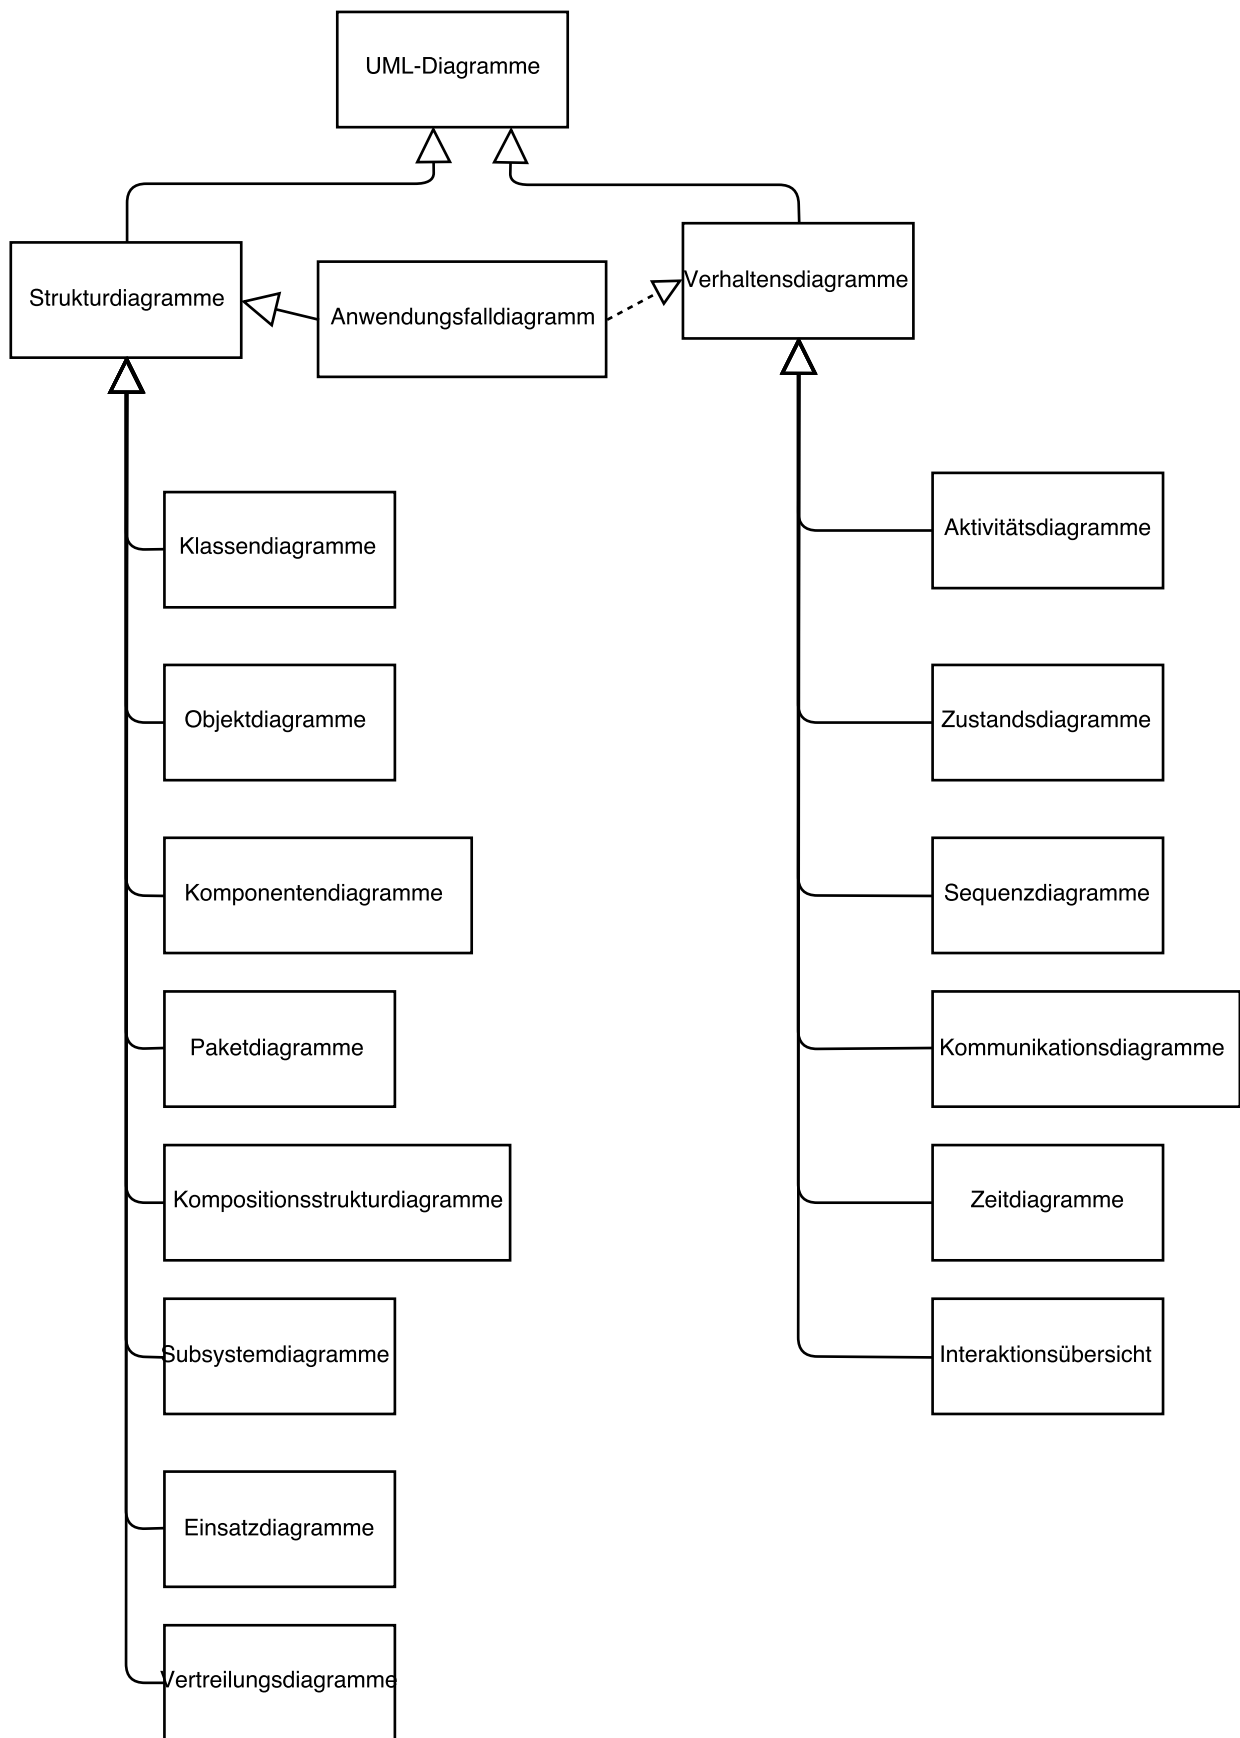 UML-Diagramme
Strukturdiagramme
Anwendungsfalldiagramm
Verhaltensdiagramme
Klassendiagramme
Objektdiagramme
Komponentendiagramme
Paketdiagramme
Kompositionsstrukturdiagramme
Subsystemdiagramme
Einsatzdiagramme
Vertreilungsdiagramme
Aktivitätsdiagramme
Zustandsdiagramme
Sequenzdiagramme
Kommunikationsdiagramme
Zeitdiagramme
Interaktionsübersicht